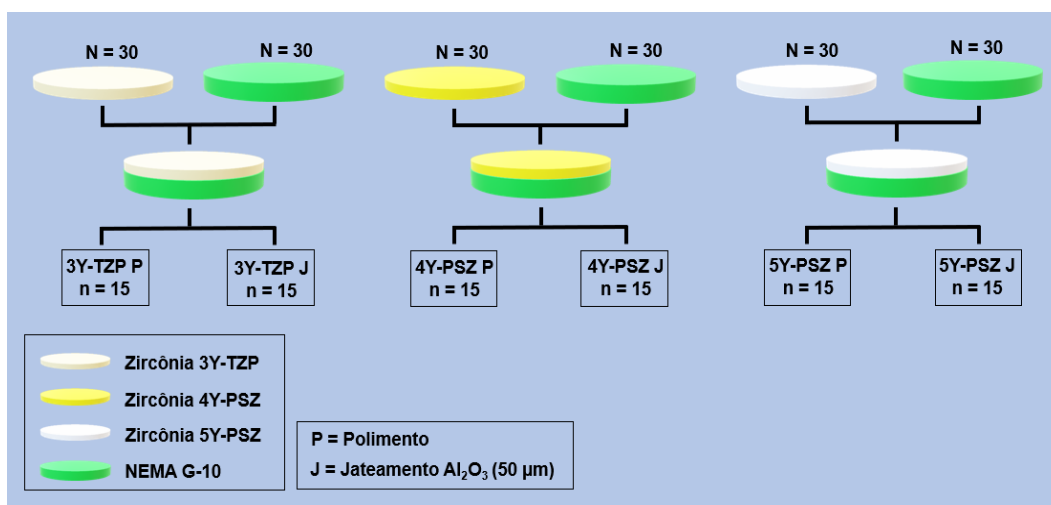 N = 30
N = 30
N = 30
N = 30
N = 30
N = 30
3Y-TZP P
n = 15
3Y-TZP J
n = 15
4Y-PSZ P
n = 15
4Y-PSZ J
n = 15
5Y-PSZ P
n = 15
5Y-PSZ J
n = 15
Zircônia 3Y-TZP
Zircônia 4Y-PSZ
Zircônia 5Y-PSZ
NEMA G-10
P = Polimento
J = Jateamento Al₂O₃ (50 µm)